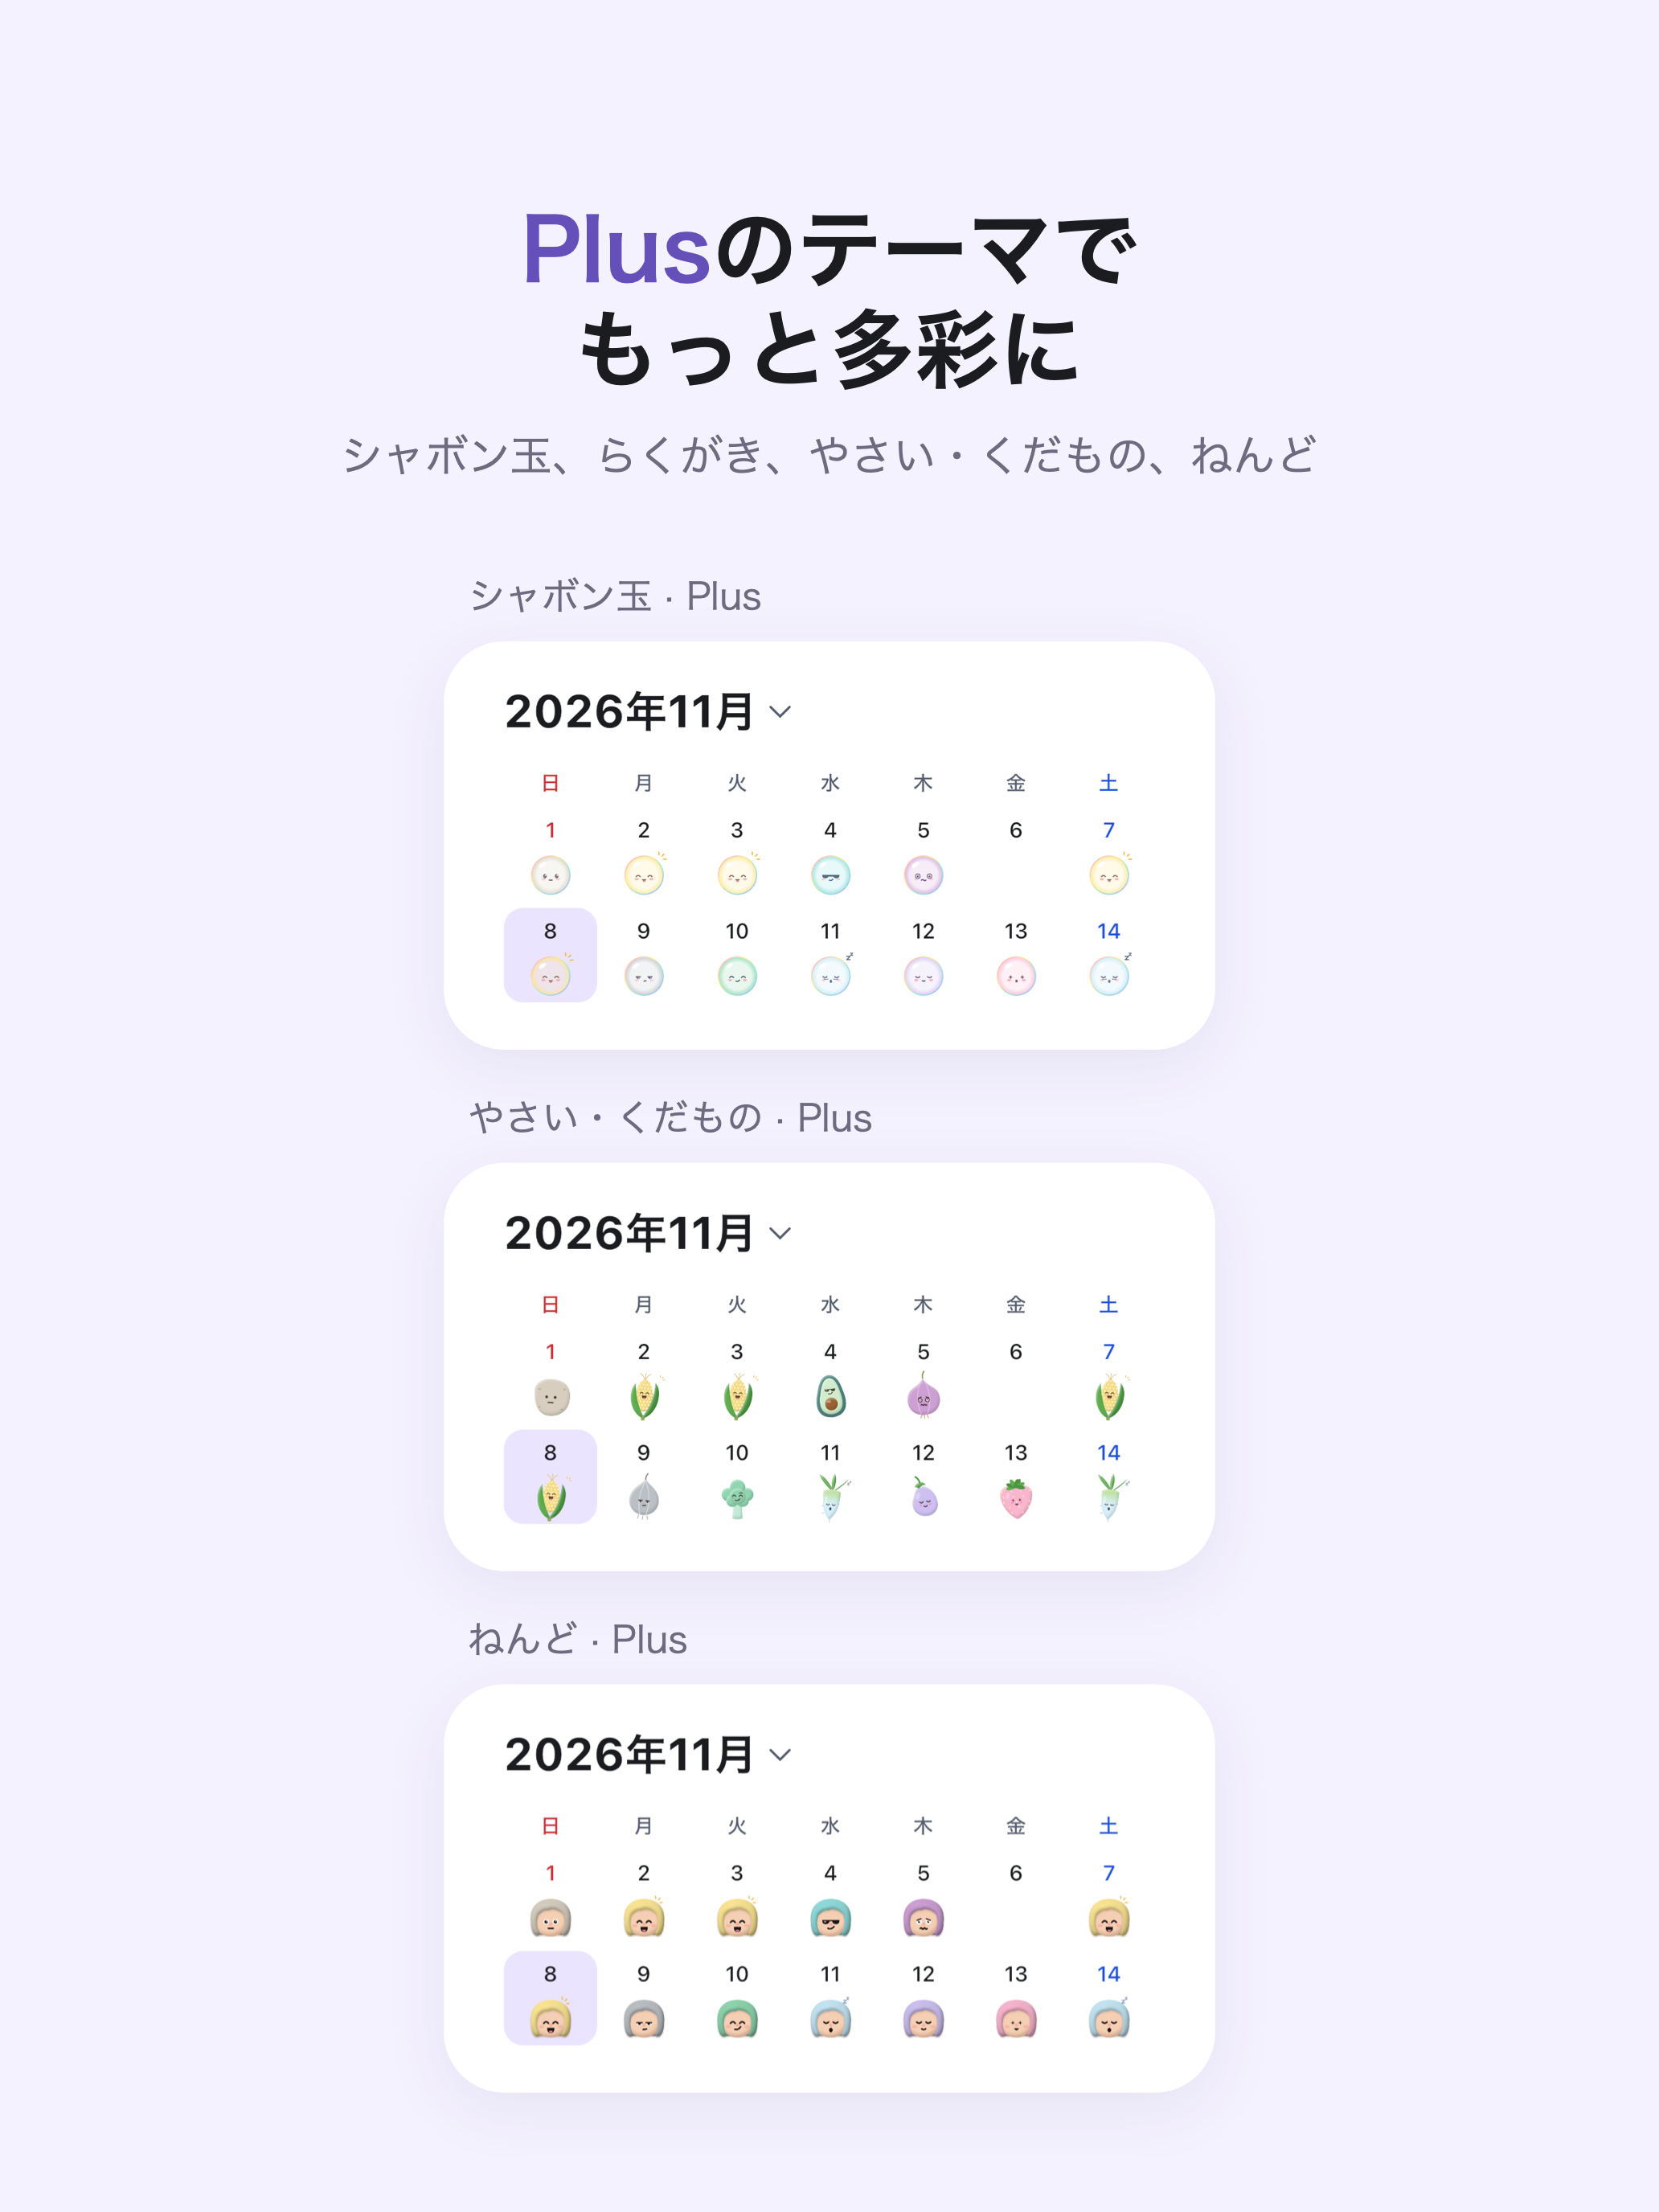 Plusのテーマで
もっと多彩に
シャボン玉、らくがき、やさい・くだもの、ねんど
シャボン玉 · Plus
2026年11月
日 月 火 水 木 金 土
1 2 3 4 5 6 7
8 9 10 11 12 13 14
やさい・くだもの · Plus
2026年11月
日 月 火 水 木 金 土
1 2 3 4 5 6 7
8 9 10 11 12 13 14
ねんど · Plus
2026年11月
日 月 火 水 木 金 土
1 2 3 4 5 6 7
8 9 10 11 12 13 14